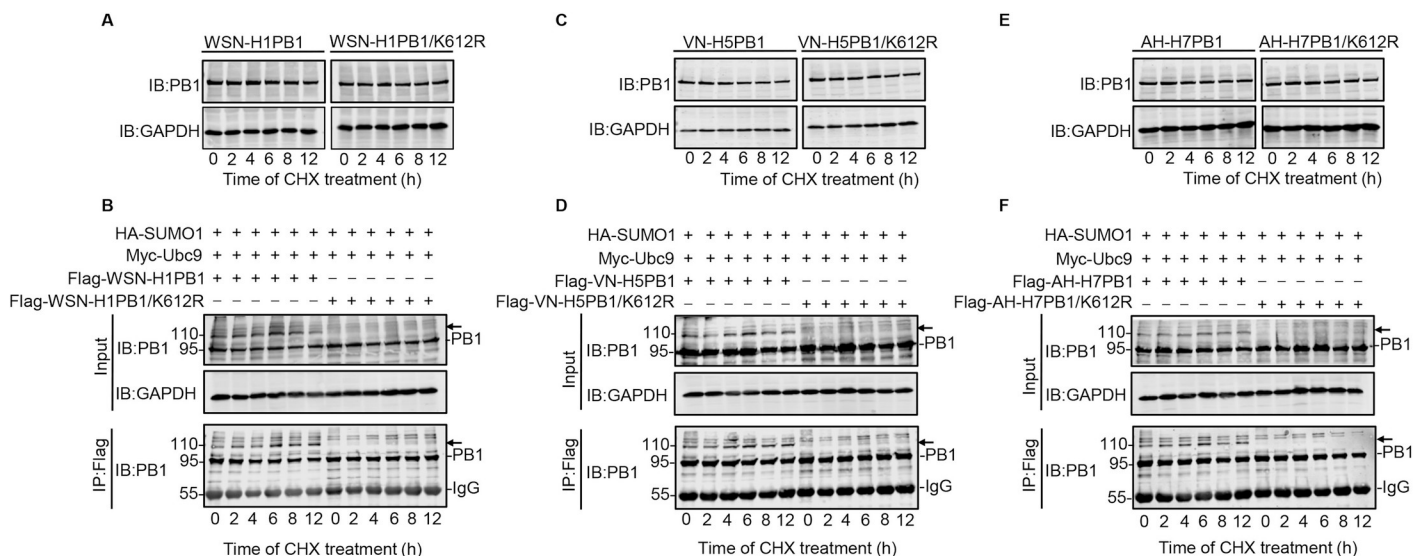 A
WSN-H1PB1 WSN-H1PB1/K612R
IB:PB1
IB:GAPDH
0 2 4 6 8 12 0 2 4 6 8 12
Time of CHX treatment (h)
B
HA-SUMO1 + + + + + + + + + + + +
Myc-Ubc9 + + + + + + + + + + + +
Flag-WSN-H1PB1 + + + + + + – – – – – –
Flag-WSN-H1PB1/K612R – – – – – – + + + + + +
Input
IB:PB1
110
95
PB1
IB:GAPDH
IP:Flag
IB:PB1
110
95
55
PB1
IgG
0 2 4 6 8 12 0 2 4 6 8 12
Time of CHX treatment (h)
C
VN-H5PB1 VN-H5PB1/K612R
IB:PB1
IB:GAPDH
0 2 4 6 8 12 0 2 4 6 8 12
Time of CHX treatment (h)
D
HA-SUMO1 + + + + + + + + + + + +
Myc-Ubc9 + + + + + + + + + + + +
Flag-VN-H5PB1 + + + + + + – – – – – –
Flag-VN-H5PB1/K612R – – – – – – + + + + + +
Input
IB:PB1
110
95
PB1
IB:GAPDH
IP:Flag
IB:PB1
110
95
55
PB1
IgG
0 2 4 6 8 12 0 2 4 6 8 12
Time of CHX treatment (h)
E
AH-H7PB1 AH-H7PB1/K612R
IB:PB1
IB:GAPDH
0 2 4 6 8 12 0 2 4 6 8 12
Time of CHX treatment (h)
F
HA-SUMO1 + + + + + + + + + + + +
Myc-Ubc9 + + + + + + + + + + + +
Flag-AH-H7PB1 + + + + + + – – – – – –
Flag-AH-H7PB1/K612R – – – – – – + + + + + +
Input
IB:PB1
110
95
PB1
IB:GAPDH
IP:Flag
IB:PB1
110
95
55
PB1
IgG
0 2 4 6 8 12 0 2 4 6 8 12
Time of CHX treatment (h)